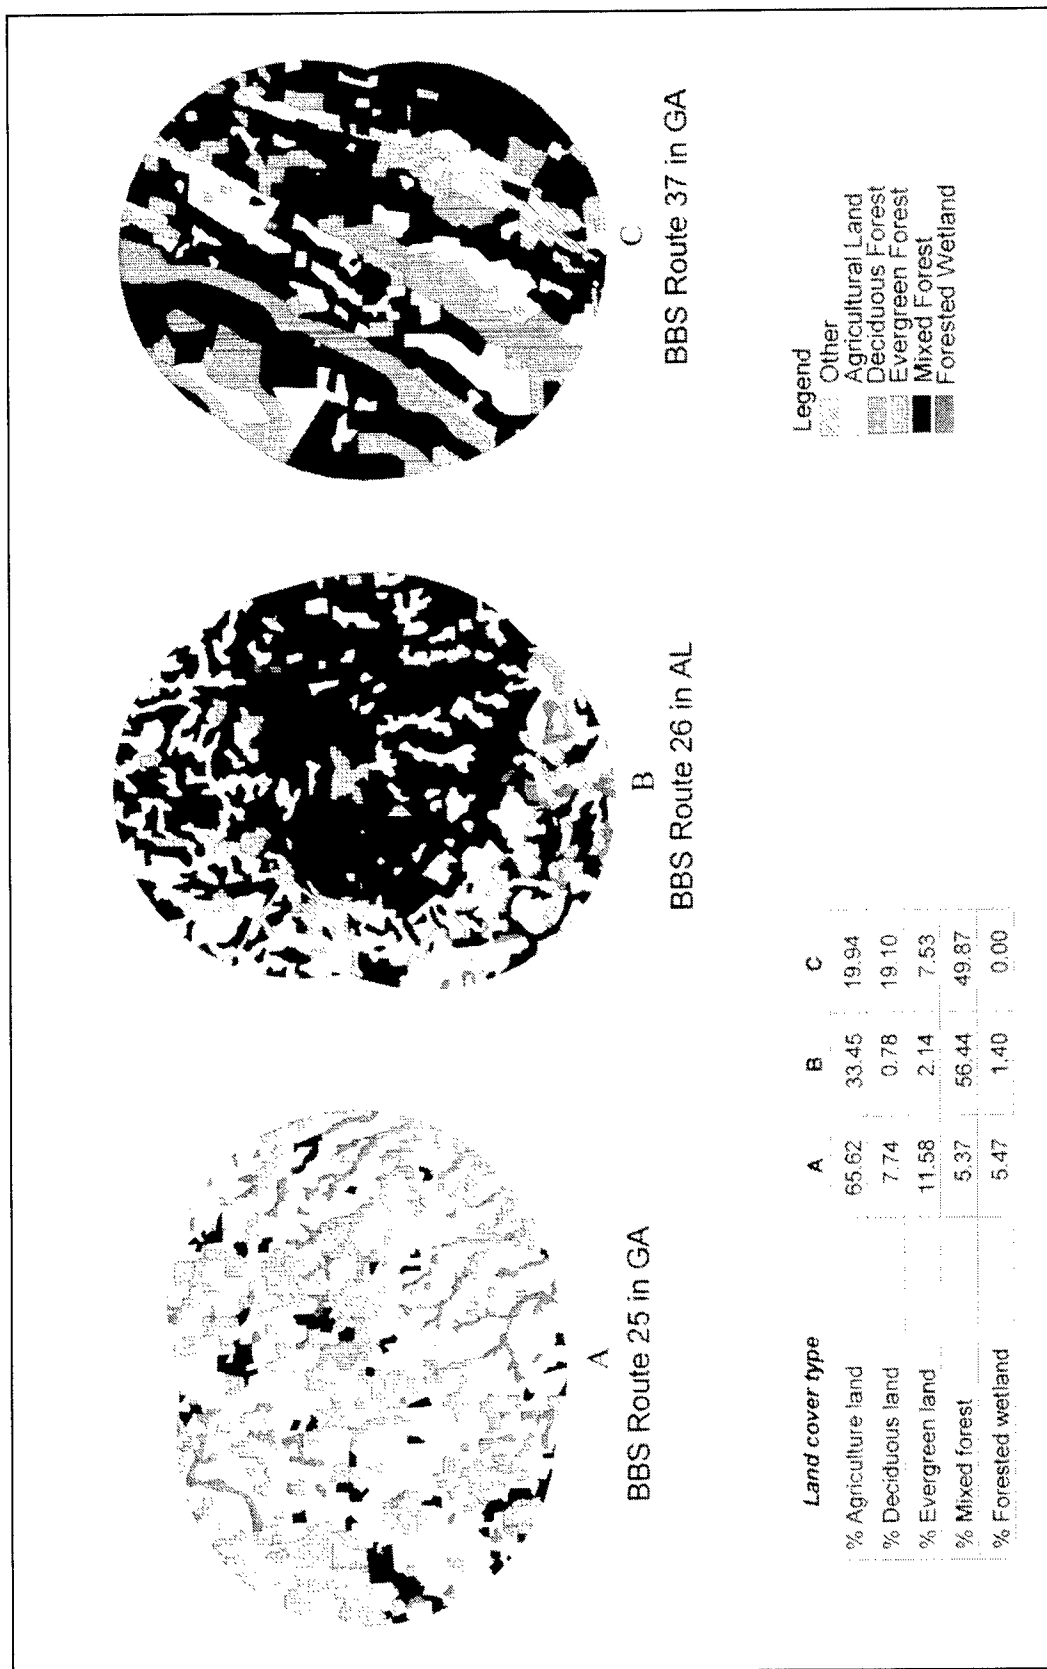 A
BBS Route 25 in GA
B
BBS Route 26 in AL
C
BBS Route 37 in GA
Land cover type A B C
% Agriculture land 65.62 33.45 19.94
% Deciduous land 7.74 0.78 19.10
% Evergreen land 11.58 2.14 7.53
% Mixed forest 5.37 56.44 49.87
% Forested wetland 5.47 1.40 0.00
Legend
Other
Agricultural Land
Deciduous Forest
Evergreen Forest
Mixed Forest
Forested Wetland